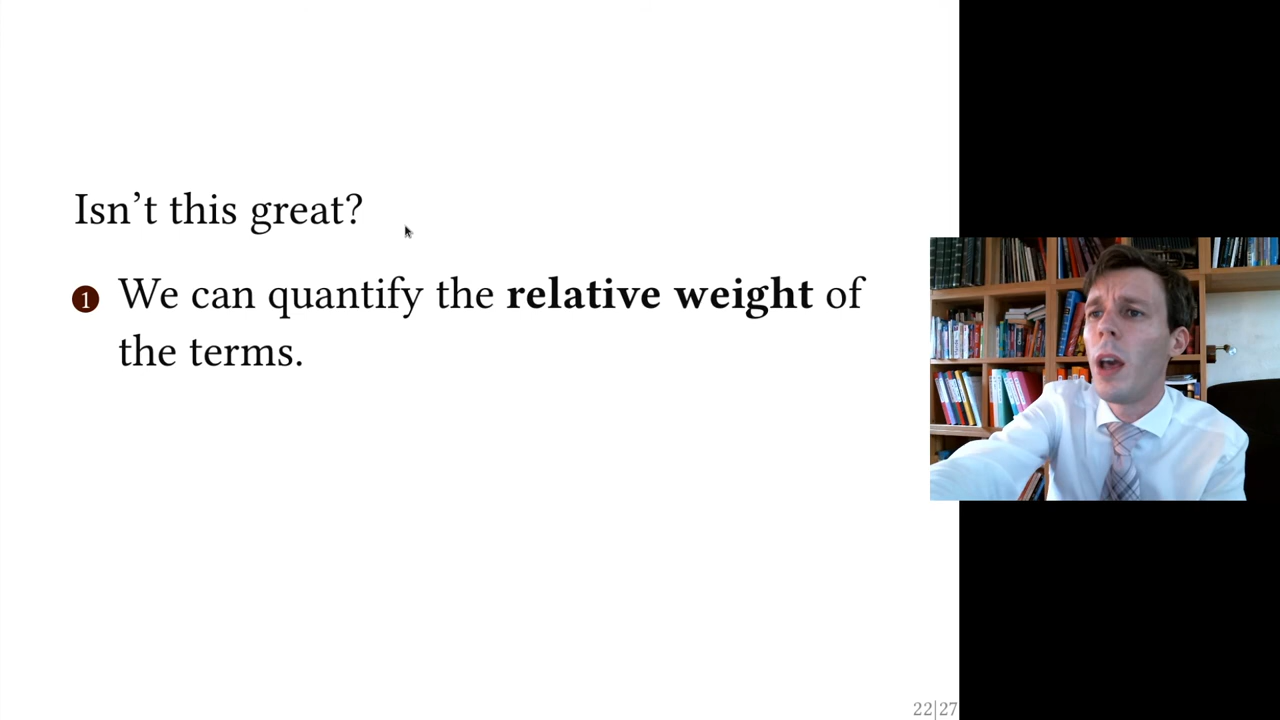 Isn’t this great?
1 We can quantify the relative weight of
the terms.
22|27